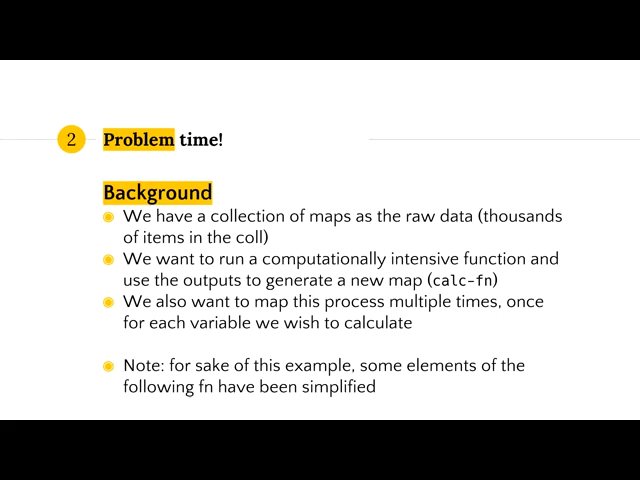 2
Problem time!
Background
We have a collection of maps as the raw data (thousands
of items in the coll)
We want to run a computationally intensive function and
use the outputs to generate a new map (calc-fn)
We also want to map this process multiple times, once
for each variable we wish to calculate
Note: for sake of this example, some elements of the
following fn have been simplified